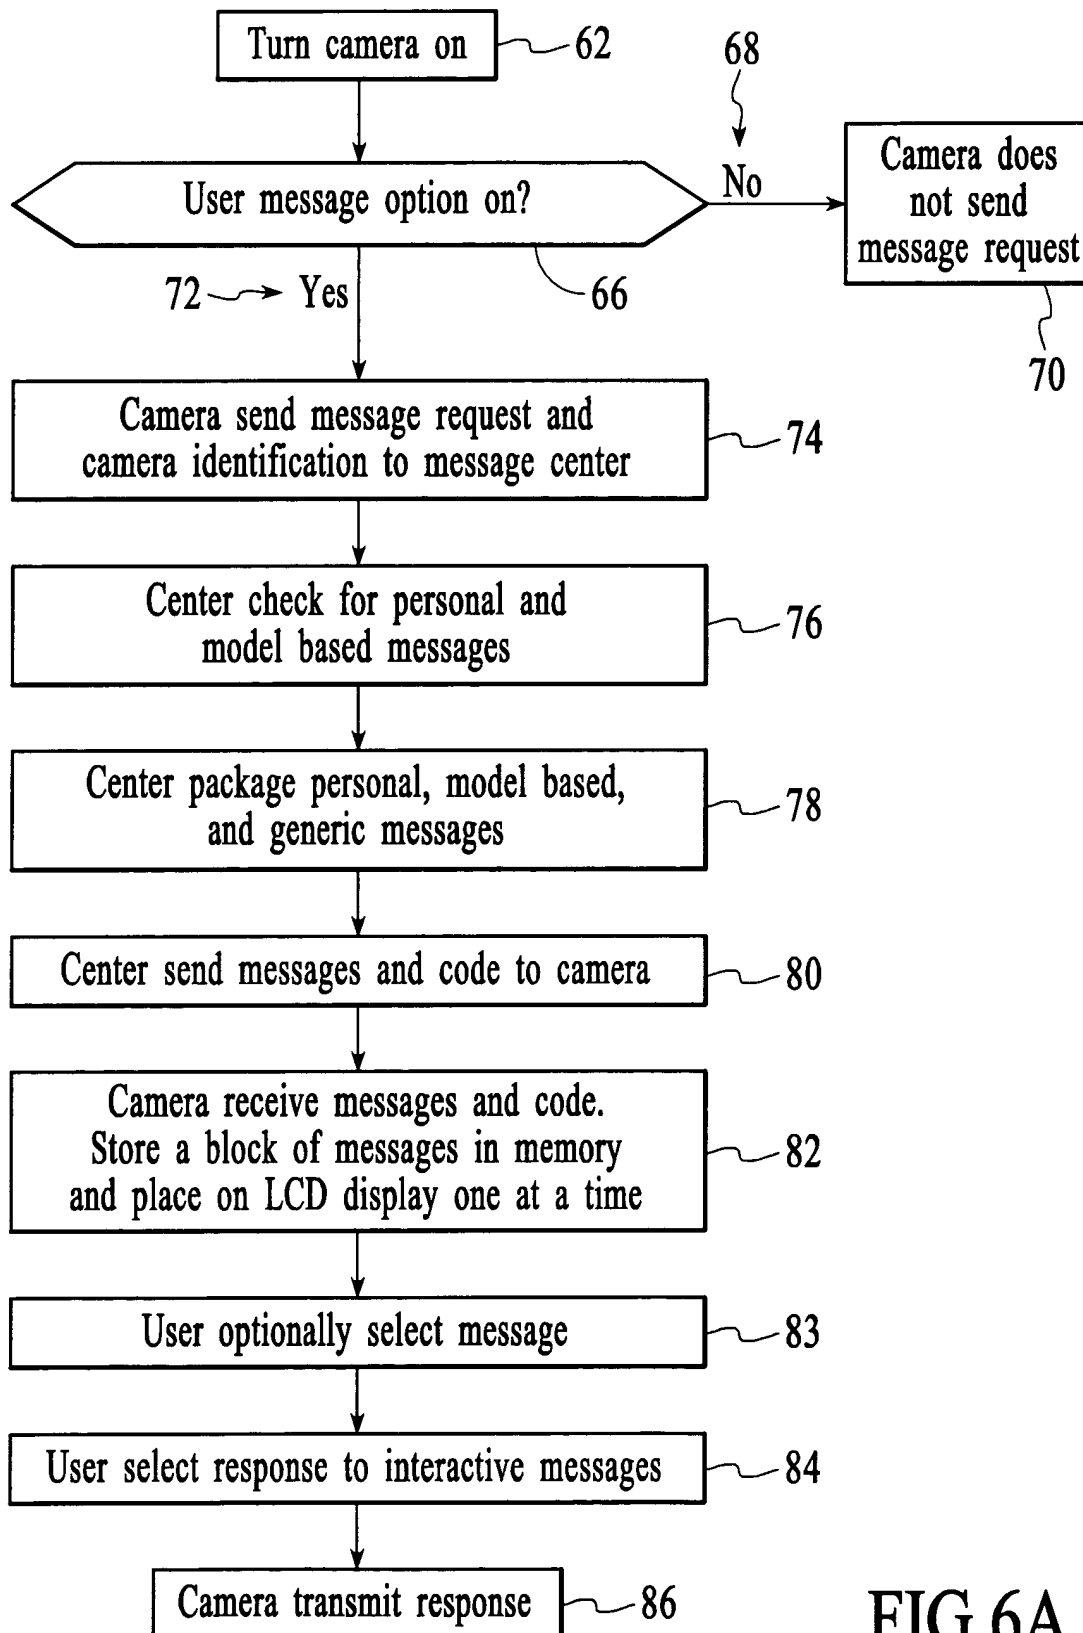 Turn camera on
62
68
User message option on?
No
Camera does
not send
message request
72
Yes
66
70
Camera send message request and
camera identification to message center
74
Center check for personal and
model based messages
76
Center package personal, model based,
and generic messages
78
Center send messages and code to camera
80
Camera receive messages and code.
Store a block of messages in memory
and place on LCD display one at a time
82
User optionally select message
83
User select response to interactive messages
84
Camera transmit response
86
FIG.6A